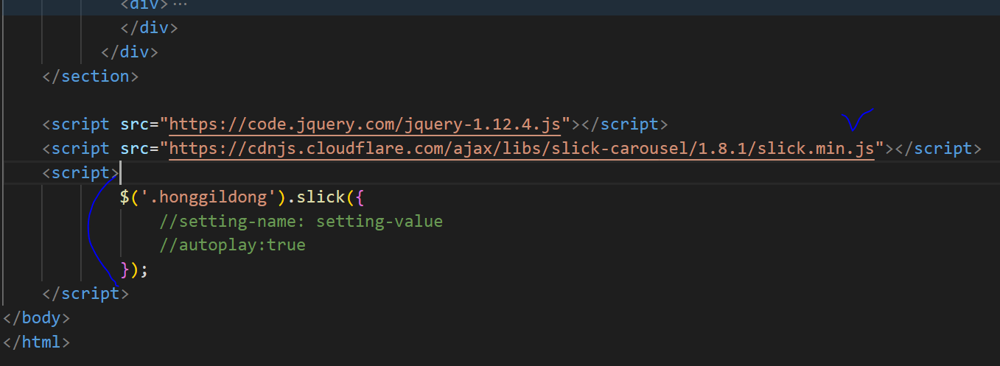 <div>···
</div>
</div>
</section>
<script src="https://code.jquery.com/jquery-1.12.4.js"></script>
<script src="https://cdnjs.cloudflare.com/ajax/libs/slick-carousel/1.8.1/slick.min.js"></script>
<script>
$('.honggildong').slick({
//setting-name: setting-value
//autoplay:true
});
</script>
</body>
</html>